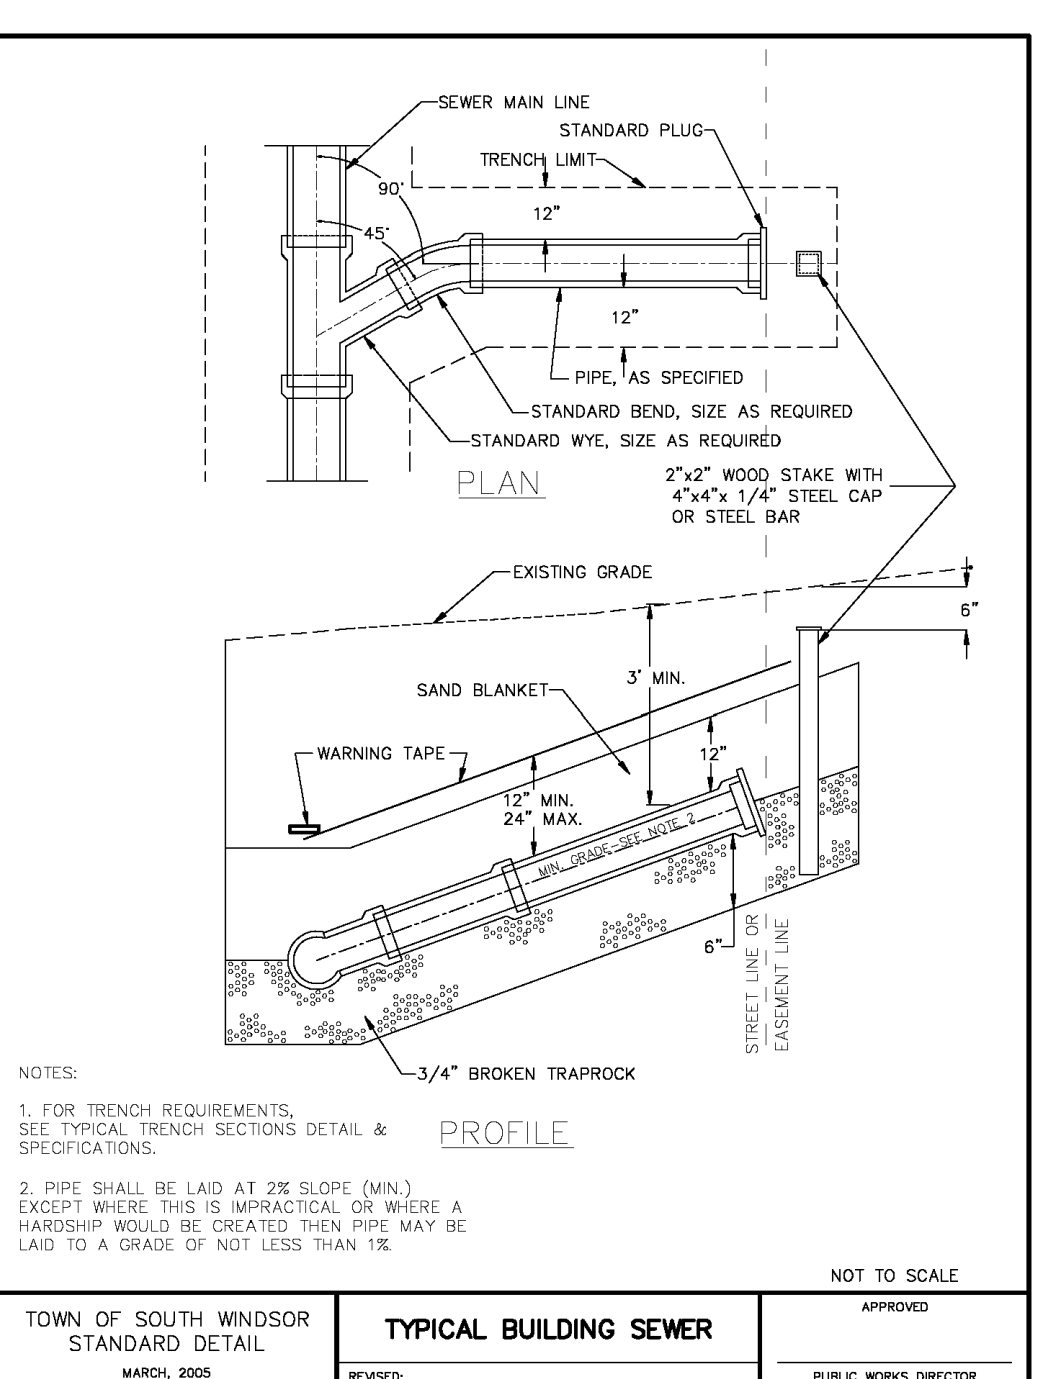 SEWER MAIN LINE
STANDARD PLUG
TRENCH LIMIT
90°
12"
45°
12"
PIPE, AS SPECIFIED
STANDARD BEND, SIZE AS REQUIRED
STANDARD WYE, SIZE AS REQUIRED
PLAN
2"x2" WOOD STAKE WITH
4"x4"x 1/4" STEEL CAP
OR STEEL BAR
EXISTING GRADE
6"
3' MIN.
SAND BLANKET
WARNING TAPE
12"
12" MIN.
24" MAX.
MIN. GRADE-SEE NOTE 2
6"
STREET LINE OR
EASEMENT LINE
3/4" BROKEN TRAPROCK
PROFILE
NOTES:
1. FOR TRENCH REQUIREMENTS,
SEE TYPICAL TRENCH SECTIONS DETAIL &
SPECIFICATIONS.
2. PIPE SHALL BE LAID AT 2% SLOPE (MIN.)
EXCEPT WHERE THIS IS IMPRACTICAL OR WHERE A
HARDSHIP WOULD BE CREATED THEN PIPE MAY BE
LAID TO A GRADE OF NOT LESS THAN 1%.
NOT TO SCALE
TOWN OF SOUTH WINDSOR
STANDARD DETAIL
MARCH, 2005
TYPICAL BUILDING SEWER
REVISED:
APPROVED
PUBLIC WORKS DIRECTOR